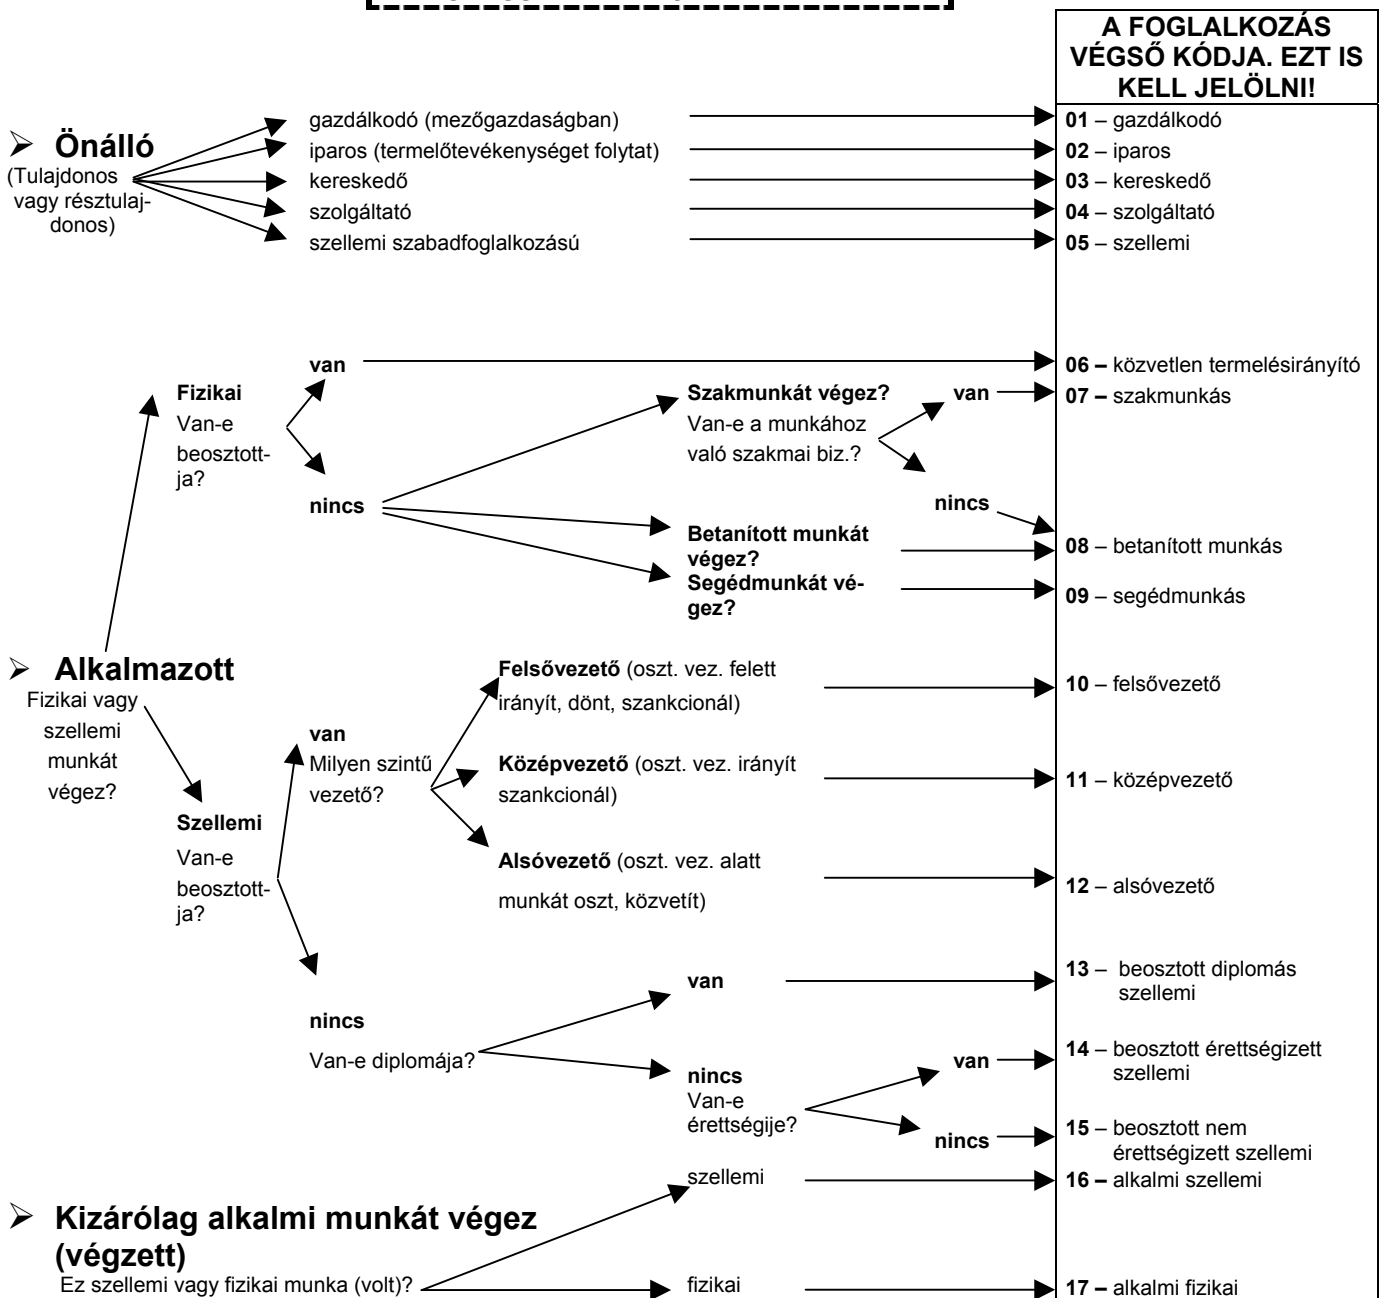 A FOGLALKOZÁS
VÉGSŐ KÓDJA. EZT IS
KELL JELÖLNI!
➢ Önálló
(Tulajdonos
vagy résztulaj-
donos)
gazdálkodó (mezőgazdaságban)
iparos (termelőtevékenységet folytat)
kereskedő
szolgáltató
szellemi szabadfoglalkozású
01 – gazdálkodó
02 – iparos
03 – kereskedő
04 – szolgáltató
05 – szellemi
van
06 – közvetlen termelésirányító
Fizikai
Van-e
beosztott-
ja?
nincs
Szakmunkát végez?
Van-e a munkához
való szakmai biz.?
van
07 – szakmunkás
nincs
Betanított munkát
végez?
08 – betanított munkás
Segédmunkát vé-
gez?
09 – segédmunkás
➢ Alkalmazott
Fizikai vagy
szellemi
munkát
végez?
Szellemi
Van-e
beosztott-
ja?
van
Milyen szintű
vezető?
Felsővezető (oszt. vez. felett
irányít, dönt, szankcionál)
10 – felsővezető
Középvezető (oszt. vez. irányít
szankcionál)
11 – középvezető
Alsóvezető (oszt. vez. alatt
munkát oszt, közvetít)
12 – alsóvezető
nincs
Van-e diplomája?
van
13 – beosztott diplomás
szellemi
nincs
Van-e
érettségije?
van
14 – beosztott érettségizett
szellemi
nincs
15 – beosztott nem
érettségizett szellemi
➢ Kizárólag alkalmi munkát végez
(végzett)
Ez szellemi vagy fizikai munka (volt)?
szellemi
16 – alkalmi szellemi
fizikai
17 – alkalmi fizikai